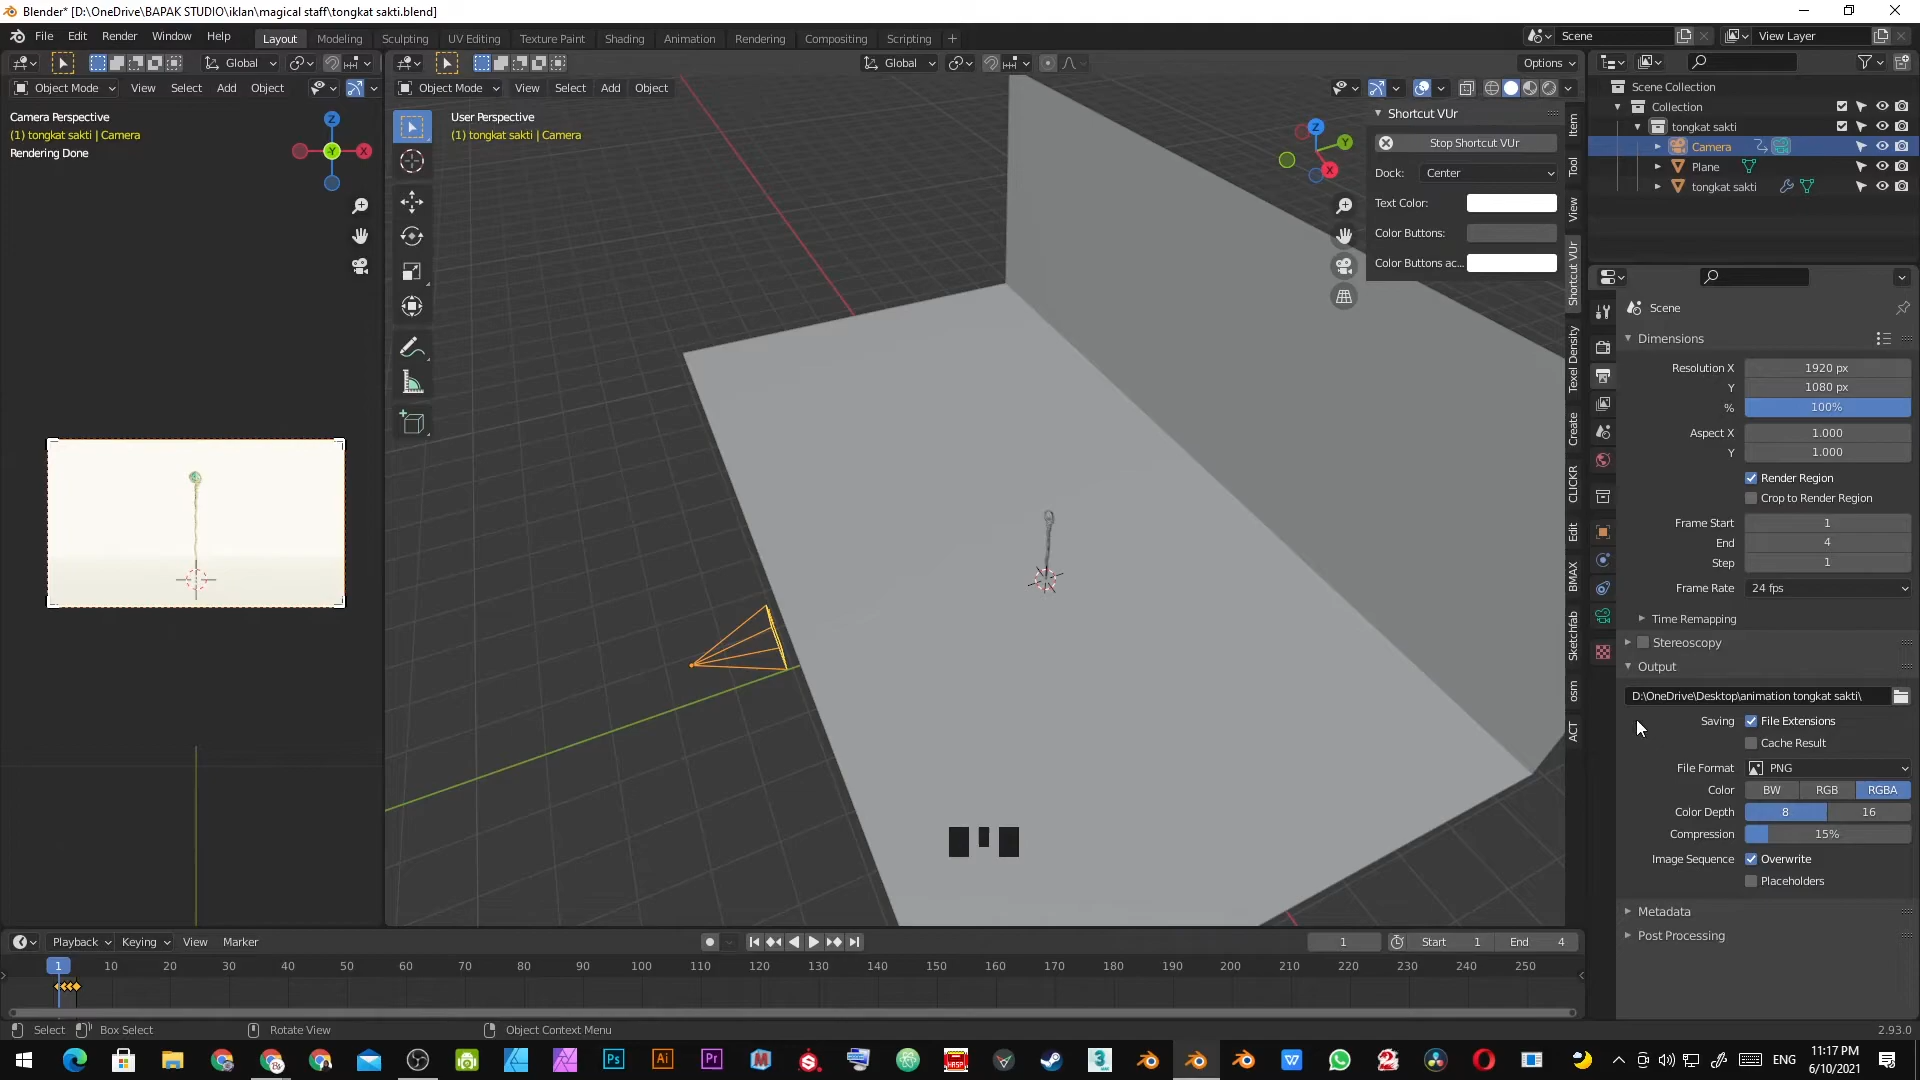 Blender* [D:\OneDrive\BAPAK STUDIO\iklan\magical staff\tongkat sakti.blend]
File Edit Render Window Help Layout Modeling Sculpting UV Editing Texture Paint Shading Animation Rendering Compositing Scripting + Scene View Layer
Global Global Options
Object Mode View Select Add Object Object Mode View Select Add Object
Camera Perspective
(1) tongkat sakti | Camera
Rendering Done
Z
Y
X
User Perspective
(1) tongkat sakti | Camera
Z
Y
X
Shortcut VUr
Stop Shortcut VUr
Dock: Center
Text Color:
Color Buttons:
Color Buttons ac...
Item
Tool
View
Shortcut VUr
Texel Density
Create
CLICKR
Edit
BMAX
Sketchfab
osm
ACT
Scene Collection
Collection
tongkat sakti
Camera
Plane
tongkat sakti
Scene
Dimensions
Resolution X 1920 px
Y 1080 px
% 100%
Aspect X 1.000
Y 1.000
Render Region
Crop to Render Region
Frame Start 1
End 4
Step 1
Frame Rate 24 fps
Time Remapping
Stereoscopy
Output
D:\OneDrive\Desktop\animation tongkat sakti\
Saving File Extensions
Cache Result
File Format PNG
Color BW RGB RGBA
Color Depth 8 16
Compression 15%
Image Sequence Overwrite
Placeholders
Metadata
Post Processing
Playback Keying View Marker 1 Start 1 End 4
1 10 20 30 40 50 60 70 80 90 100 110 120 130 140 150 160 170 180 190 200 210 220 230 240 250
Select Box Select Rotate View Object Context Menu 2.93.0
Ps Ai Pr 3 W ENG
11:17 PM
6/10/2021